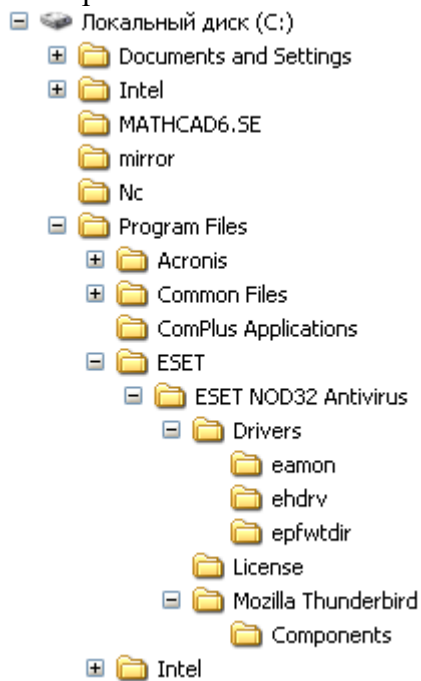 Локальный диск (C:)
Documents and Settings
Intel
MATHCAD6.SE
mirror
Nc
Program Files
Acronis
Common Files
ComPlus Applications
ESET
ESET NOD32 Antivirus
Drivers
eamon
ehdrv
epfwtdir
License
Mozilla Thunderbird
Components
Intel